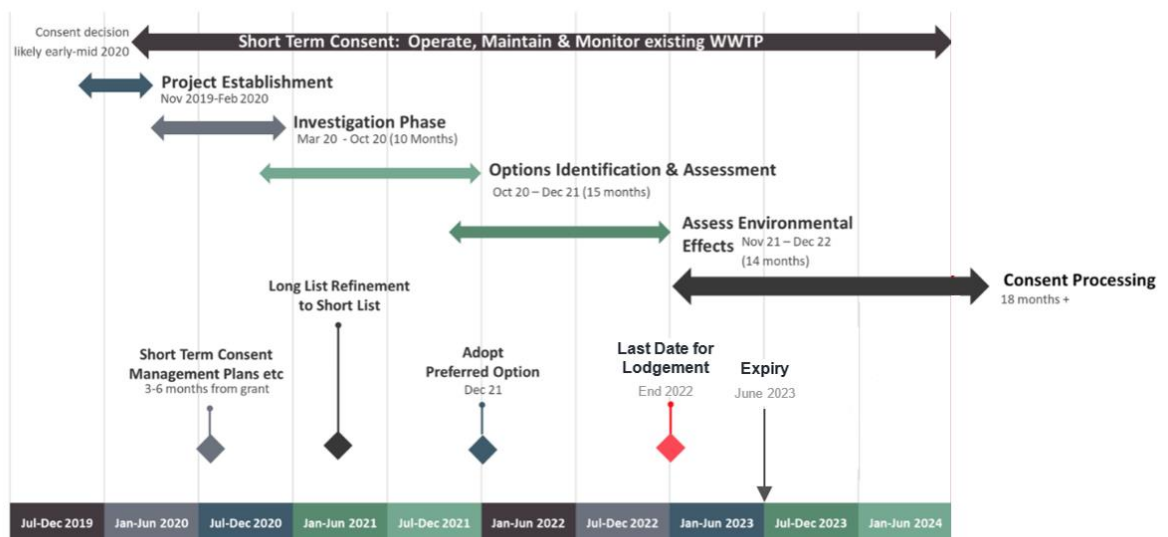 Consent decision
likely early-mid 2020
Short Term Consent: Operate, Maintain & Monitor existing WWTP
Project Establishment
Nov 2019-Feb 2020
Investigation Phase
Mar 20 - Oct 20 (10 Months)
Options Identification & Assessment
Oct 20 – Dec 21 (15 months)
Assess Environmental
Effects Nov 21 – Dec 22
(14 months)
Consent Processing
18 months +
Long List Refinement
to Short List
Short Term Consent
Management Plans etc
3-6 months from grant
Adopt
Preferred Option
Dec 21
Last Date for
Lodgement
End 2022
Expiry
June 2023
Jul-Dec 2019 Jan-Jun 2020 Jul-Dec 2020 Jan-Jun 2021 Jul-Dec 2021 Jan-Jun 2022 Jul-Dec 2022 Jan-Jun 2023 Jul-Dec 2023 Jan-Jun 2024